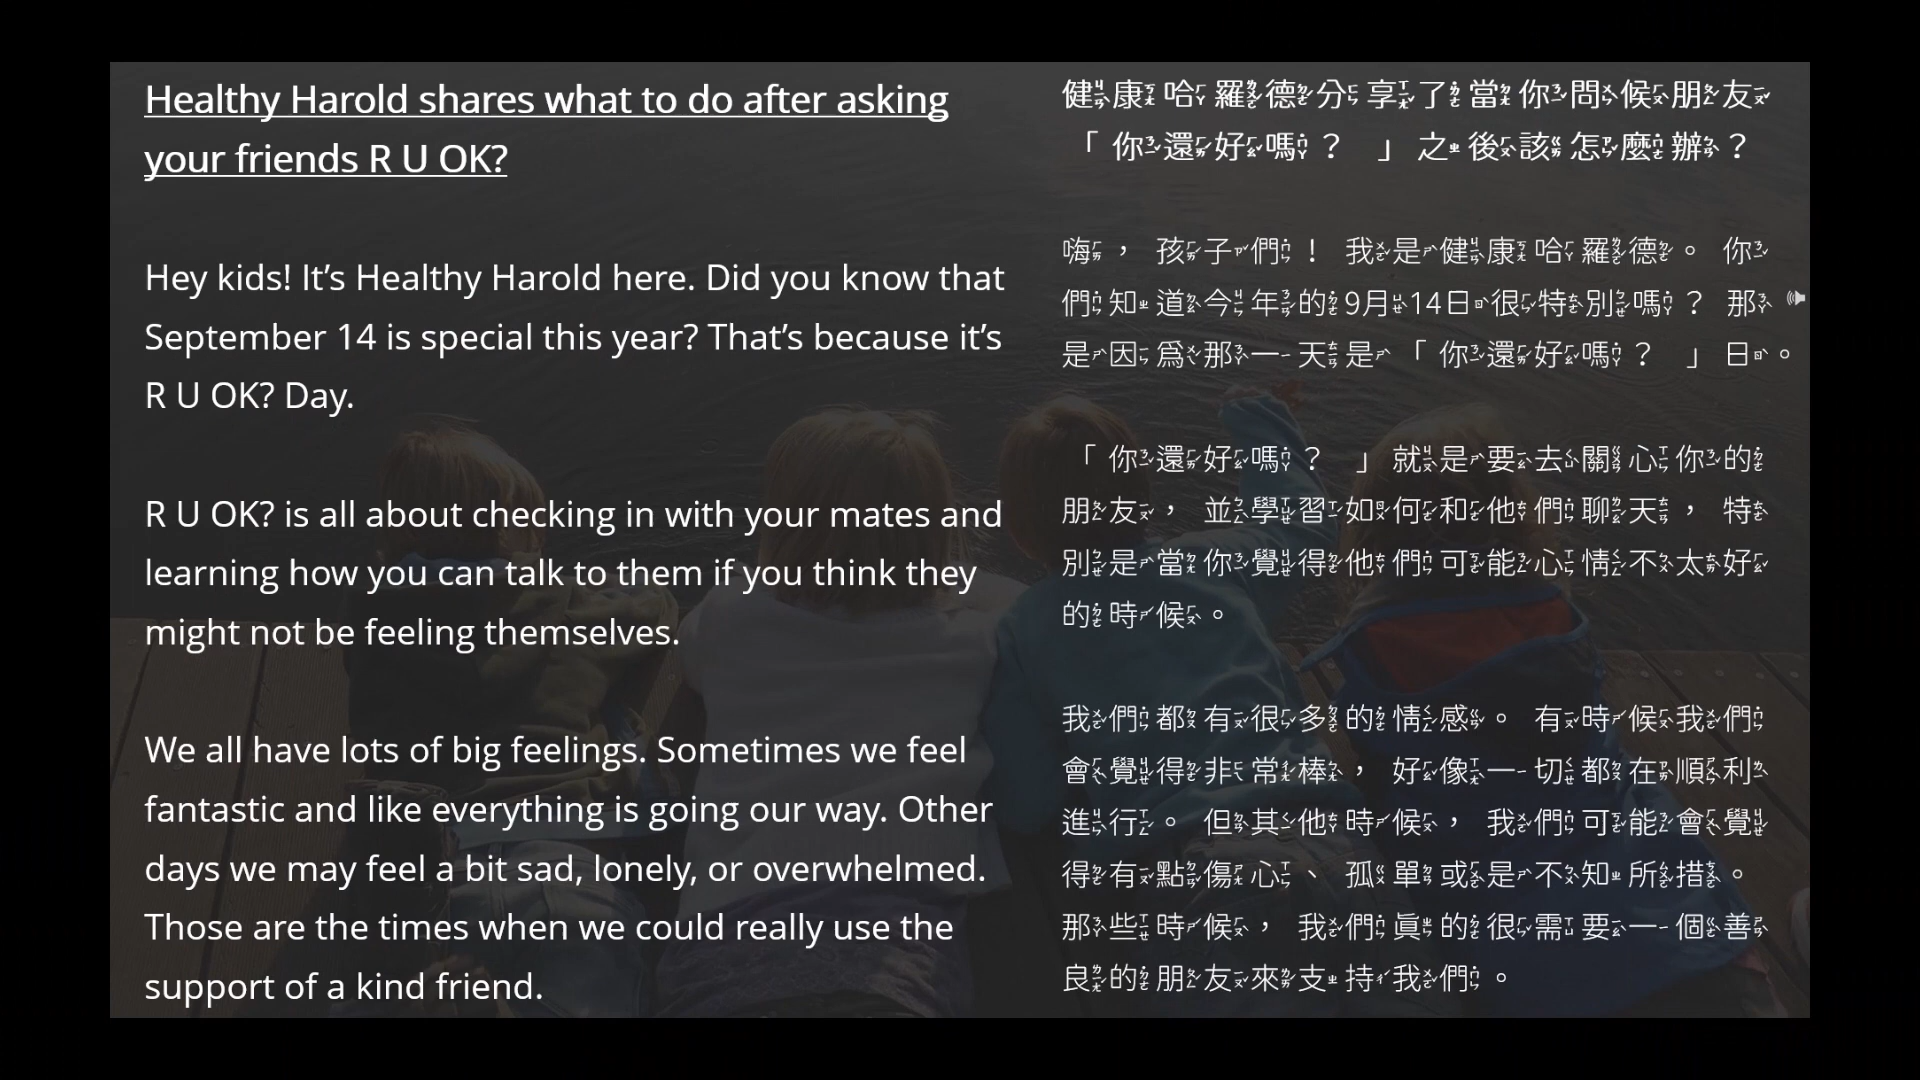 Healthy Harold shares what to do after asking
your friends R U OK?
Hey kids! It’s Healthy Harold here. Did you know that
September 14 is special this year? That’s because it’s
R U OK? Day.
R U OK? is all about checking in with your mates and
learning how you can talk to them if you think they
might not be feeling themselves.
We all have lots of big feelings. Sometimes we feel
fantastic and like everything is going our way. Other
days we may feel a bit sad, lonely, or overwhelmed.
Those are the times when we could really use the
support of a kind friend.
健康哈羅德分享了當你問候朋友
「你還好嗎？」之後該怎麼辦？
嗨，孩子們！我是健康哈羅德。你
們知道今年的9月14日很特別嗎？那
是因爲那一天是「你還好嗎？」日。
「你還好嗎？」就是要去關心你的
朋友，並學習如何和他們聊天，特
別是當你覺得他們可能心情不太好
的時候。
我們都有很多的情感。有時候我們
會覺得非常棒，好像一切都在順利
進行。但其他時候，我們可能會覺
得有點傷心、孤單或是不知所措。
那些時候，我們眞的很需要一個善
良的朋友來支持我們。